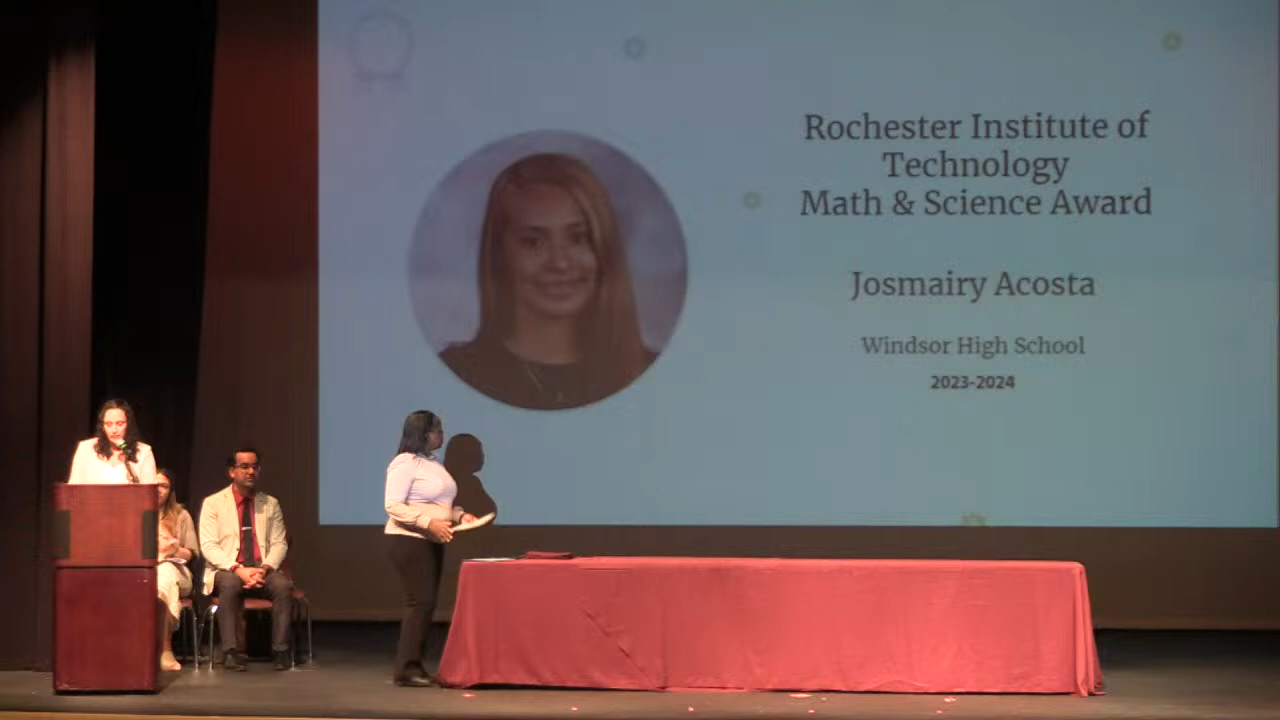 Rochester Institute of
Technology
Math & Science Award
Josmairy Acosta
Windsor High School
2023-2024